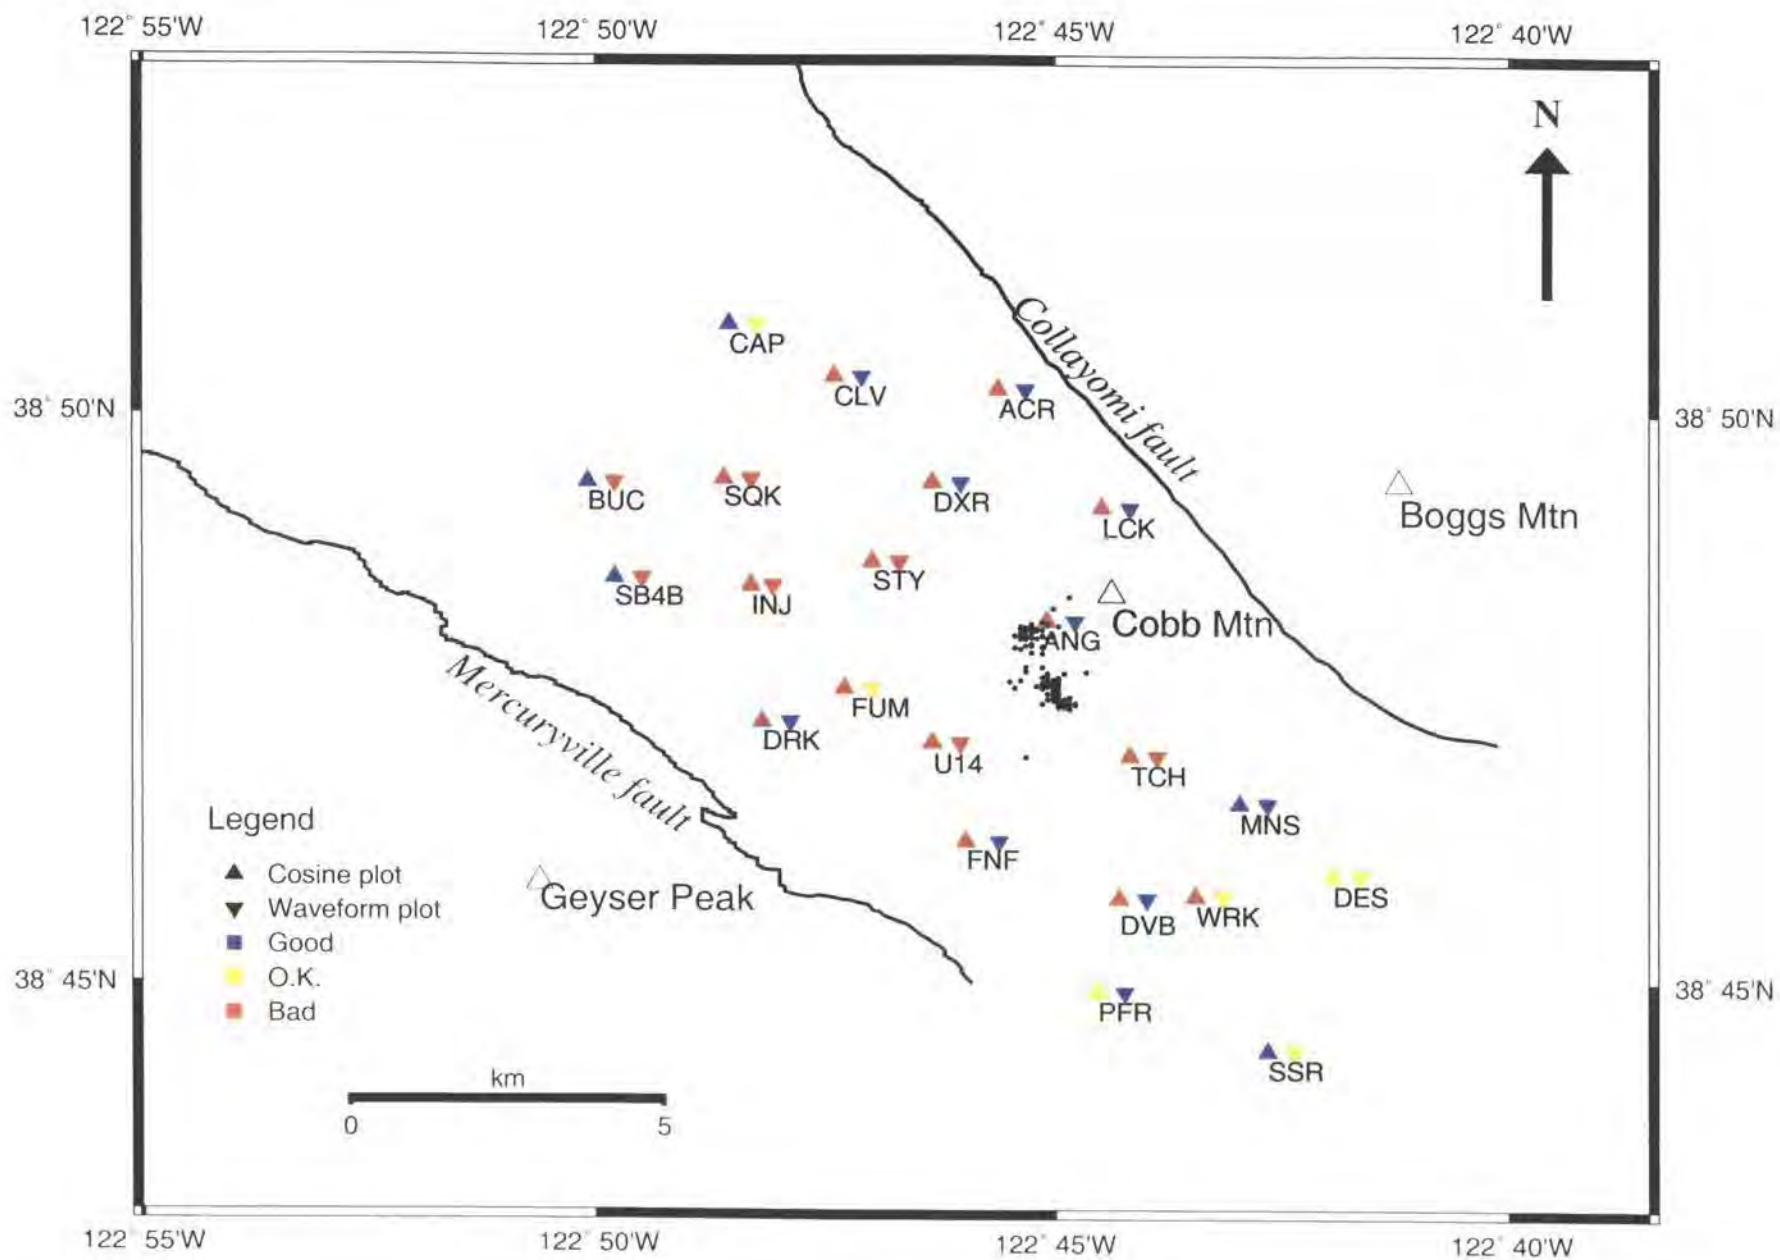 122° 55'W
122° 50'W
122° 45'W
122° 40'W
N
Collayomi fault
CAP
CLV
ACR
38° 50'N
38° 50'N
BUC
SQK
DXR
LCK
Boggs Mtn
SB4B
INJ
STY
ANG
Cobb Mtn
Mercuryville fault
FUM
DRK
U14
TCH
MNS
FNF
DES
DVB
WRK
Geyser Peak
Legend
Cosine plot
Waveform plot
Good
O.K.
Bad
38° 45'N
38° 45'N
PFR
SSR
km
0
5
122° 55'W
122° 50'W
122° 45'W
122° 40'W